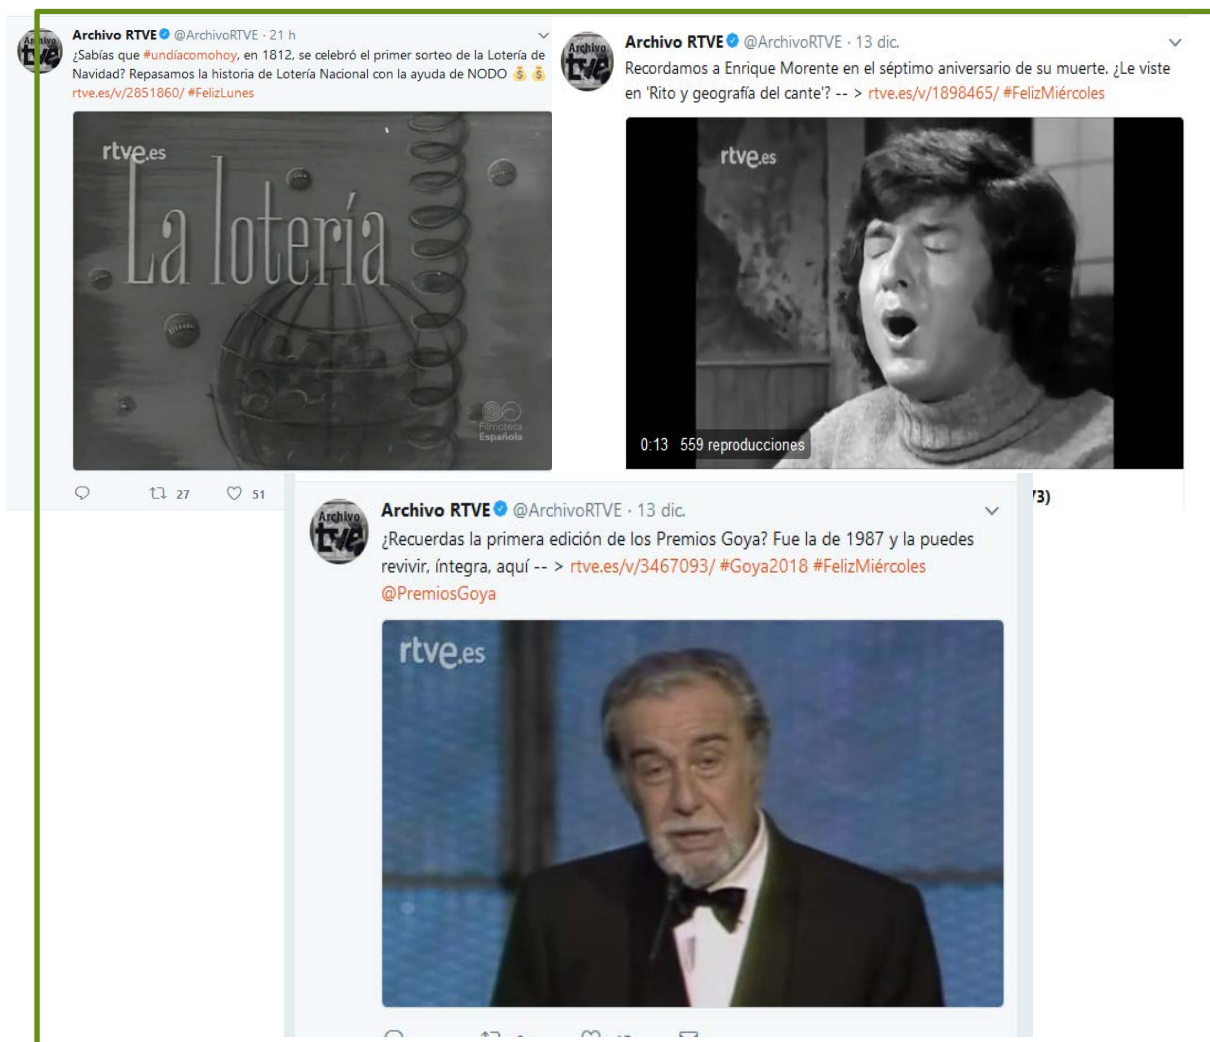 Archivo RTVE @ArchivoRTVE · 21 h
¿Sabías que #undíacomohoy, en 1812, se celebró el primer sorteo de la Lotería de
Navidad? Repasamos la historia de Lotería Nacional con la ayuda de NODO 💰 💰
rtve.es/v/2851860/ #FelizLunes
rtve.es
La lotería
Filmoteca
Española
27 51
Archivo RTVE @ArchivoRTVE · 13 dic.
Recordamos a Enrique Morente en el séptimo aniversario de su muerte. ¿Le viste
en 'Rito y geografía del cante'? -- > rtve.es/v/1898465/ #FelizMiércoles
rtve.es
0:13 559 reproducciones
Archivo
tve
Archivo RTVE @ArchivoRTVE · 13 dic.
¿Recuerdas la primera edición de los Premios Goya? Fue la de 1987 y la puedes
revivir, íntegra, aquí -- > rtve.es/v/3467093/ #Goya2018 #FelizMiércoles
@PremiosGoya
rtve.es